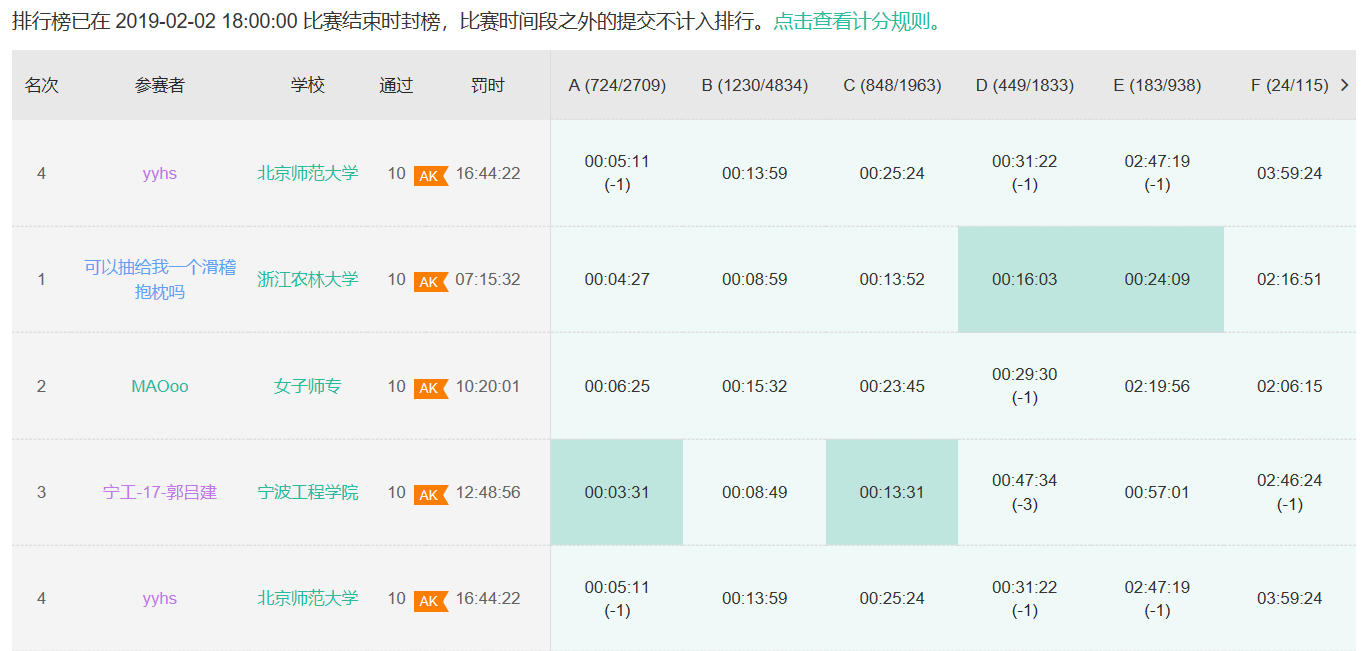 排行榜已在 2019-02-02 18:00:00 比赛结束时封榜，比赛时间段之外的提交不计入排行。点击查看计分规则。
名次 参赛者 学校 通过 罚时 A (724/2709) B (1230/4834) C (848/1963) D (449/1833) E (183/938) F (24/115)
4 yyhs 北京师范大学 10 AK 16:44:22 00:05:11 00:13:59 00:25:24 00:31:22 02:47:19 03:59:24
(-1) (-1) (-1)
1 可以抽给我一个滑稽 浙江农林大学 10 AK 07:15:32 00:04:27 00:08:59 00:13:52 00:16:03 00:24:09 02:16:51
抱枕吗
2 MAOoo 女子师专 10 AK 10:20:01 00:06:25 00:15:32 00:23:45 00:29:30 02:19:56 02:06:15
(-1)
3 宁工-17-郭吕建 宁波工程学院 10 AK 12:48:56 00:03:31 00:08:49 00:13:31 00:47:34 00:57:01 02:46:24
(-3) (-1)
4 yyhs 北京师范大学 10 AK 16:44:22 00:05:11 00:13:59 00:25:24 00:31:22 02:47:19 03:59:24
(-1) (-1) (-1)